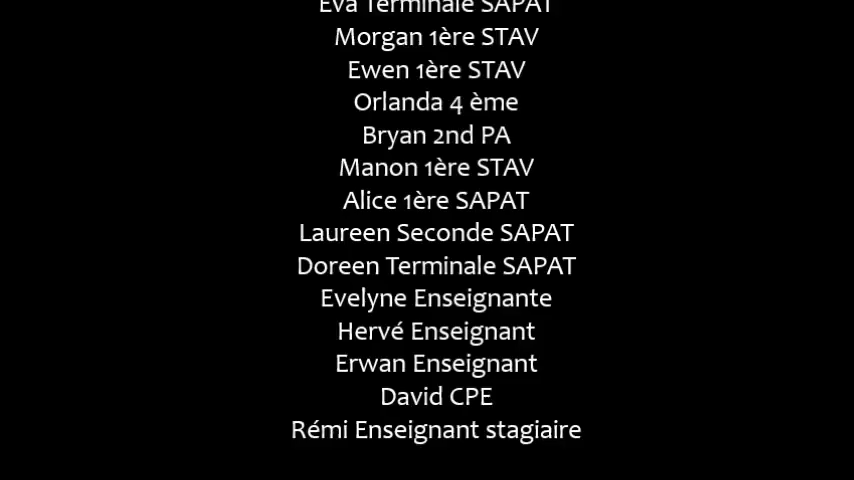 Eva Terminale SAPAT
Morgan 1ère STAV
Ewen 1ère STAV
Orlanda 4 ème
Bryan 2nd PA
Manon 1ère STAV
Alice 1ère SAPAT
Laureen Seconde SAPAT
Doreen Terminale SAPAT
Evelyne Enseignante
Hervé Enseignant
Erwan Enseignant
David CPE
Rémi Enseignant stagiaire